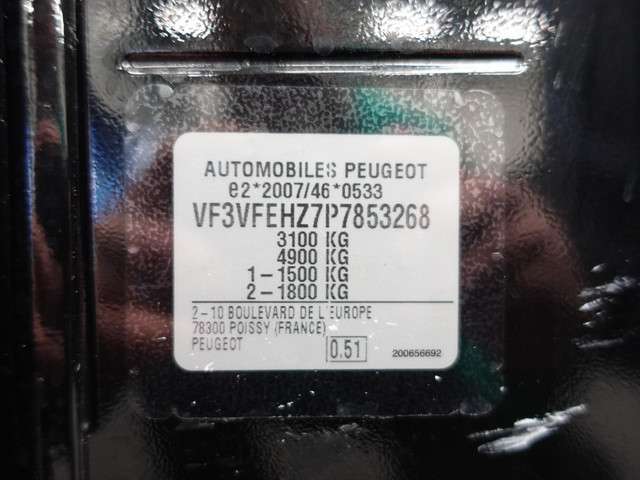 AUTOMOBILES PEUGEOT
e2*2007/46*0533
VF3VFEHZ7P7853268
3100 KG
4900 KG
1-1500 KG
2-1800 KG
2-10 BOULEVARD DE L'EUROPE
78300 POISSY (FRANCE)
PEUGEOT 0.51 200656692